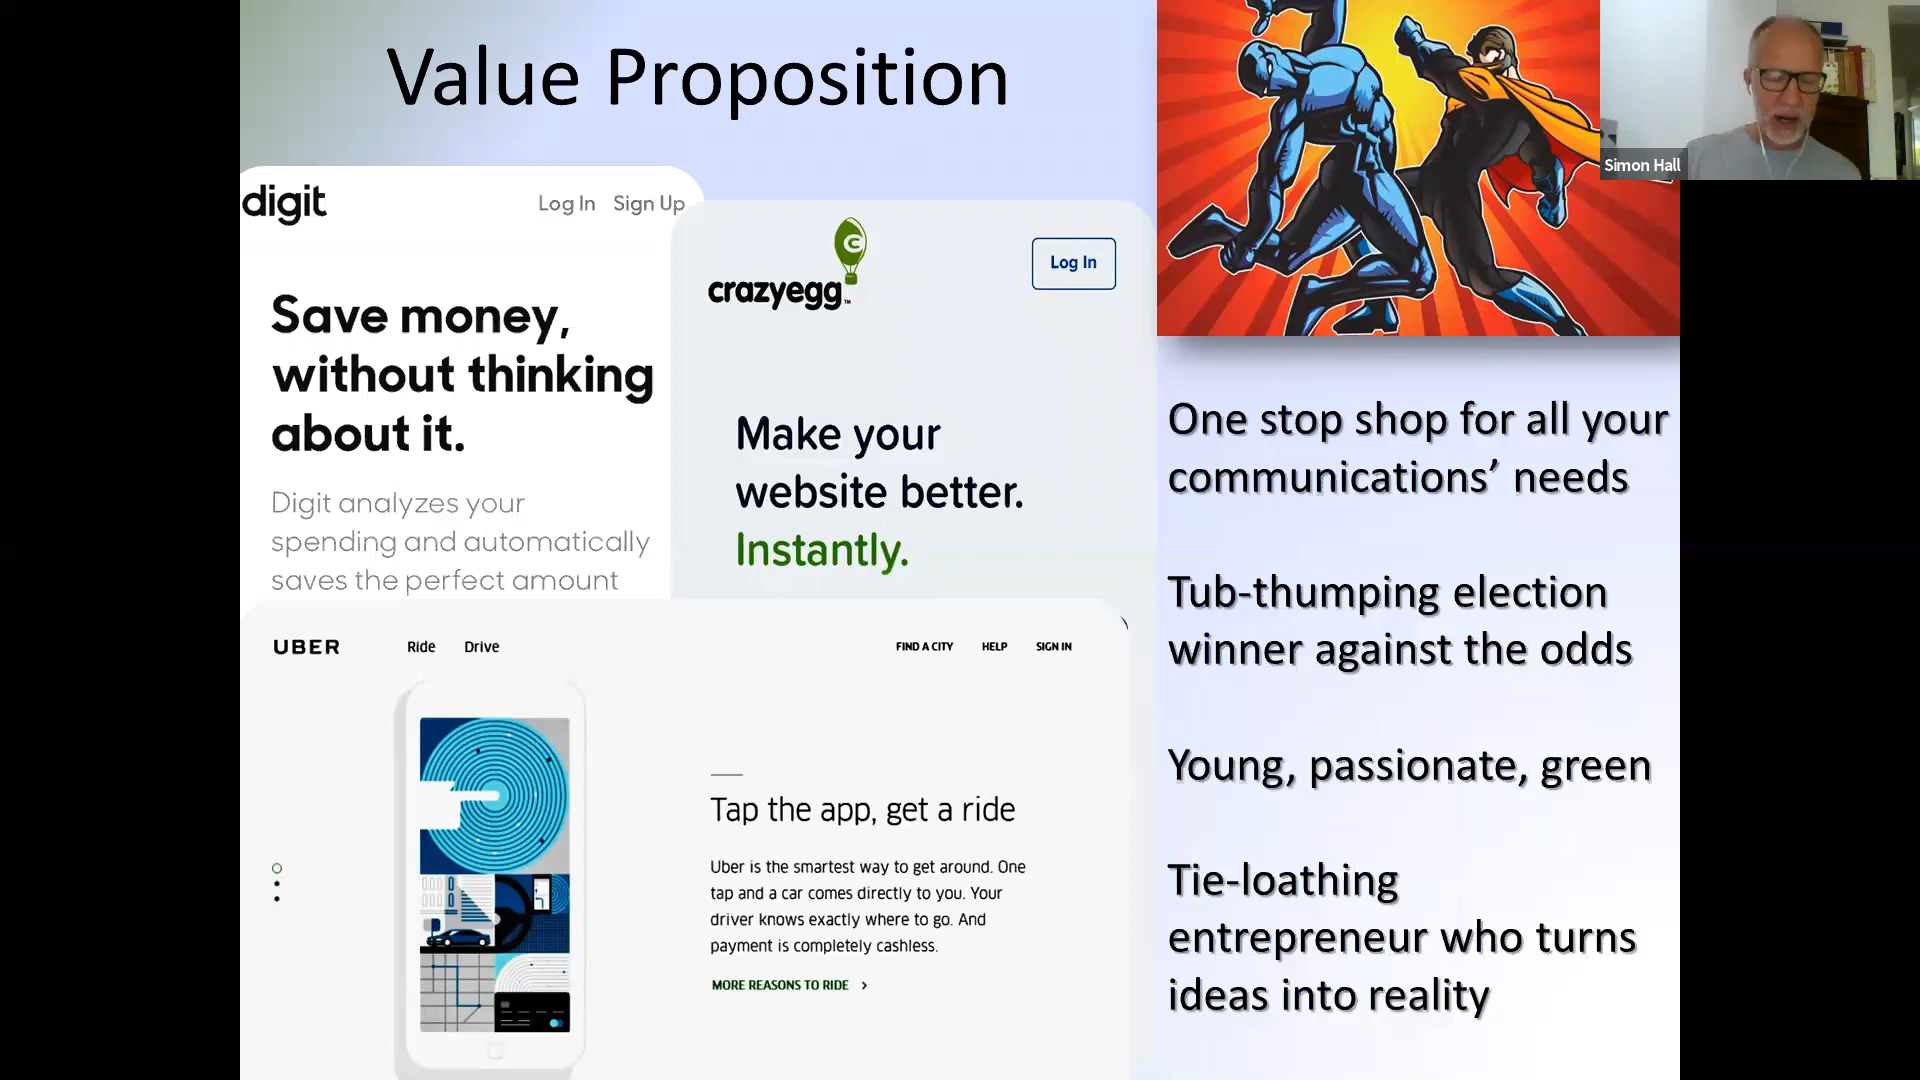 Value Proposition
Simon Hall
digit
Log In Sign Up
Save money,
without thinking
about it.
Digit analyzes your
spending and automatically
saves the perfect amount
crazyegg™
Log In
Make your
website better.
Instantly.
UBER Ride Drive FIND A CITY HELP SIGN IN
Tap the app, get a ride
Uber is the smartest way to get around. One
tap and a car comes directly to you. Your
driver knows exactly where to go. And
payment is completely cashless.
MORE REASONS TO RIDE >
One stop shop for all your
communications’ needs
Tub-thumping election
winner against the odds
Young, passionate, green
Tie-loathing
entrepreneur who turns
ideas into reality